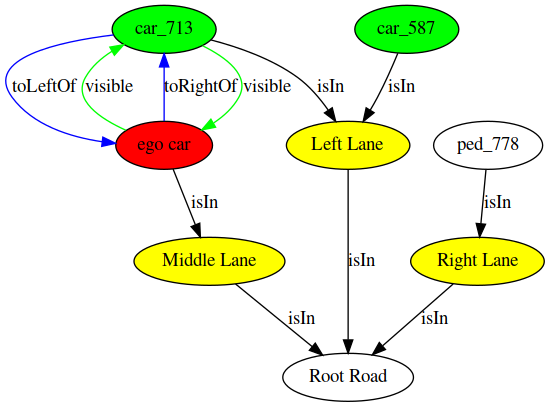 car_713
car_587
toLeftOf
visible
toRightOf
visible
isIn
isIn
ego car
Left Lane
ped_778
isIn
isIn
Middle Lane
isIn
Right Lane
isIn
isIn
Root Road